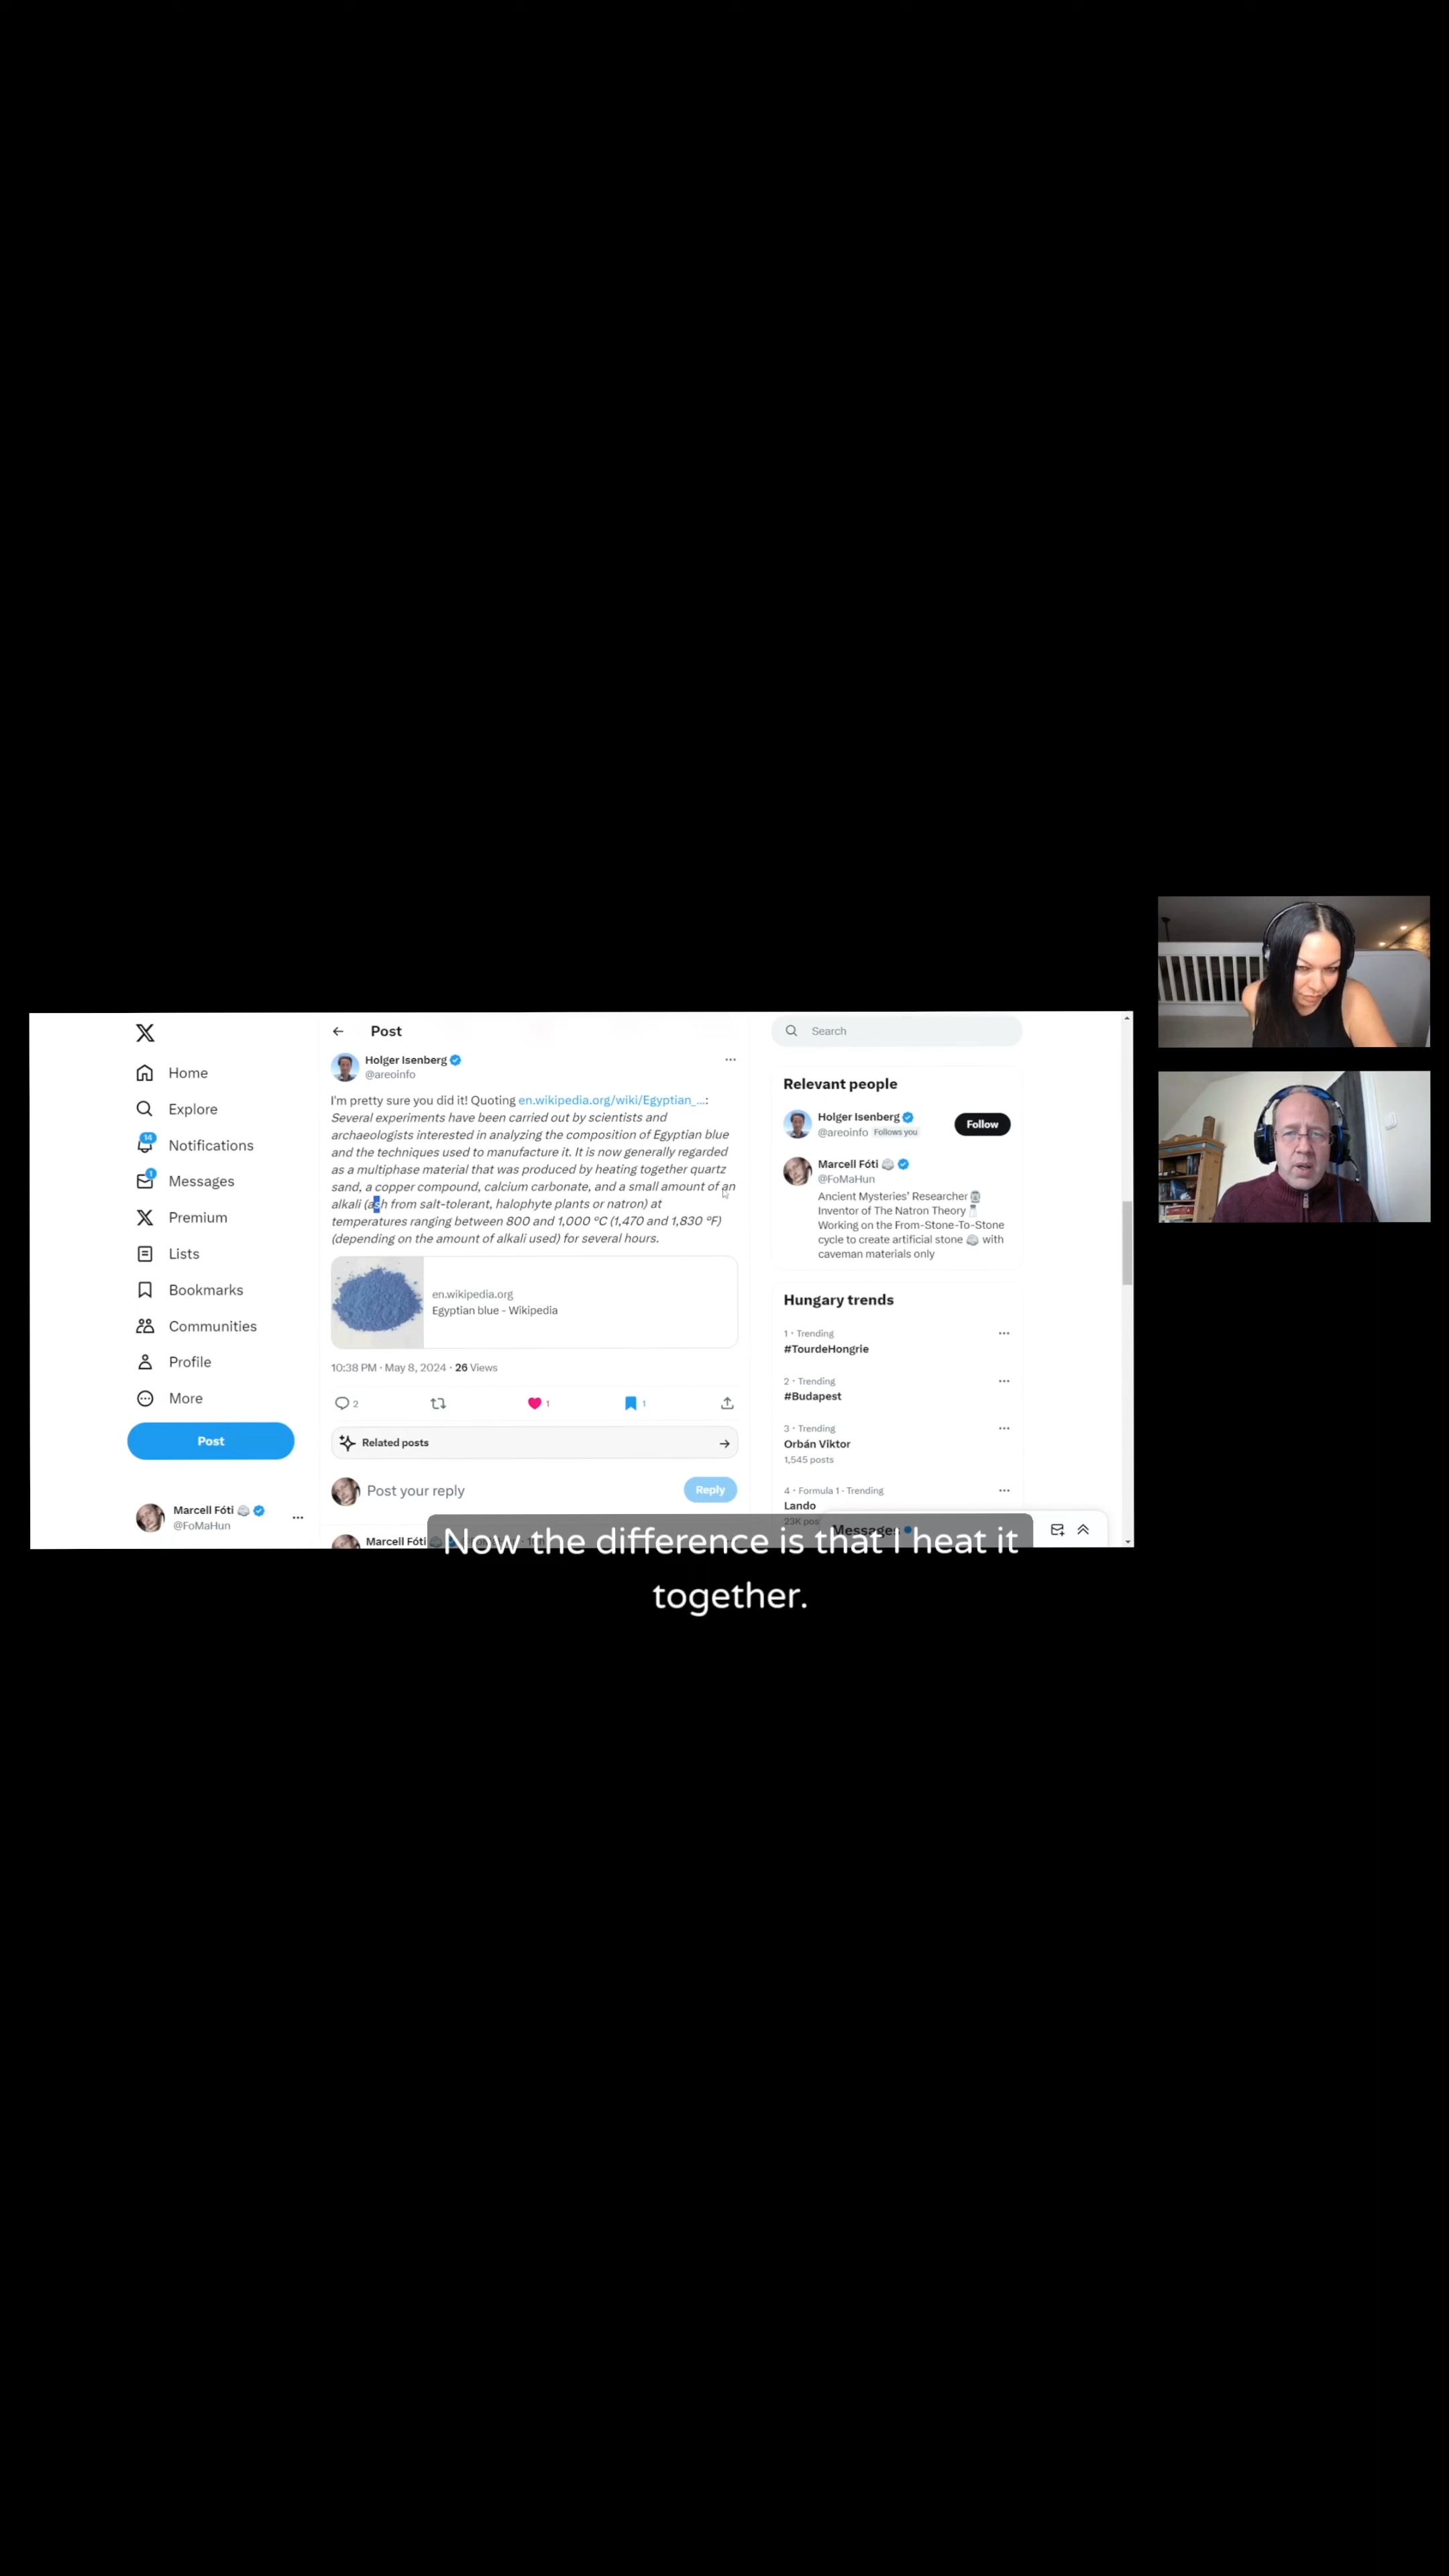 Post
Search
Home
Explore
14
Notifications
1
Messages
Premium
Lists
Bookmarks
Communities
Profile
More
Post
Marcell Fóti
@FoMaHun
Holger Isenberg
@areoinfo
I'm pretty sure you did it! Quoting en.wikipedia.org/wiki/Egyptian_...:
Several experiments have been carried out by scientists and
archaeologists interested in analyzing the composition of Egyptian blue
and the techniques used to manufacture it. It is now generally regarded
as a multiphase material that was produced by heating together quartz
sand, a copper compound, calcium carbonate, and a small amount of an
alkali (ash from salt-tolerant, halophyte plants or natron) at
temperatures ranging between 800 and 1,000 °C (1,470 and 1,830 °F)
(depending on the amount of alkali used) for several hours.
en.wikipedia.org
Egyptian blue - Wikipedia
10:38 PM · May 8, 2024 · 26 Views
2
1
1
Related posts
Post your reply
Reply
Marcell Fóti
Relevant people
Holger Isenberg
@areoinfo Follows you
Follow
Marcell Fóti
@FoMaHun
Ancient Mysteries' Researcher
Inventor of The Natron Theory
Working on the From-Stone-To-Stone
cycle to create artificial stone with
caveman materials only
Hungary trends
1 · Trending
#TourdeHongrie
2 · Trending
#Budapest
3 · Trending
Orbán Viktor
1,545 posts
4 · Formula 1 · Trending
Lando
23K pos
Messages
Now the difference is that I heat it
together.